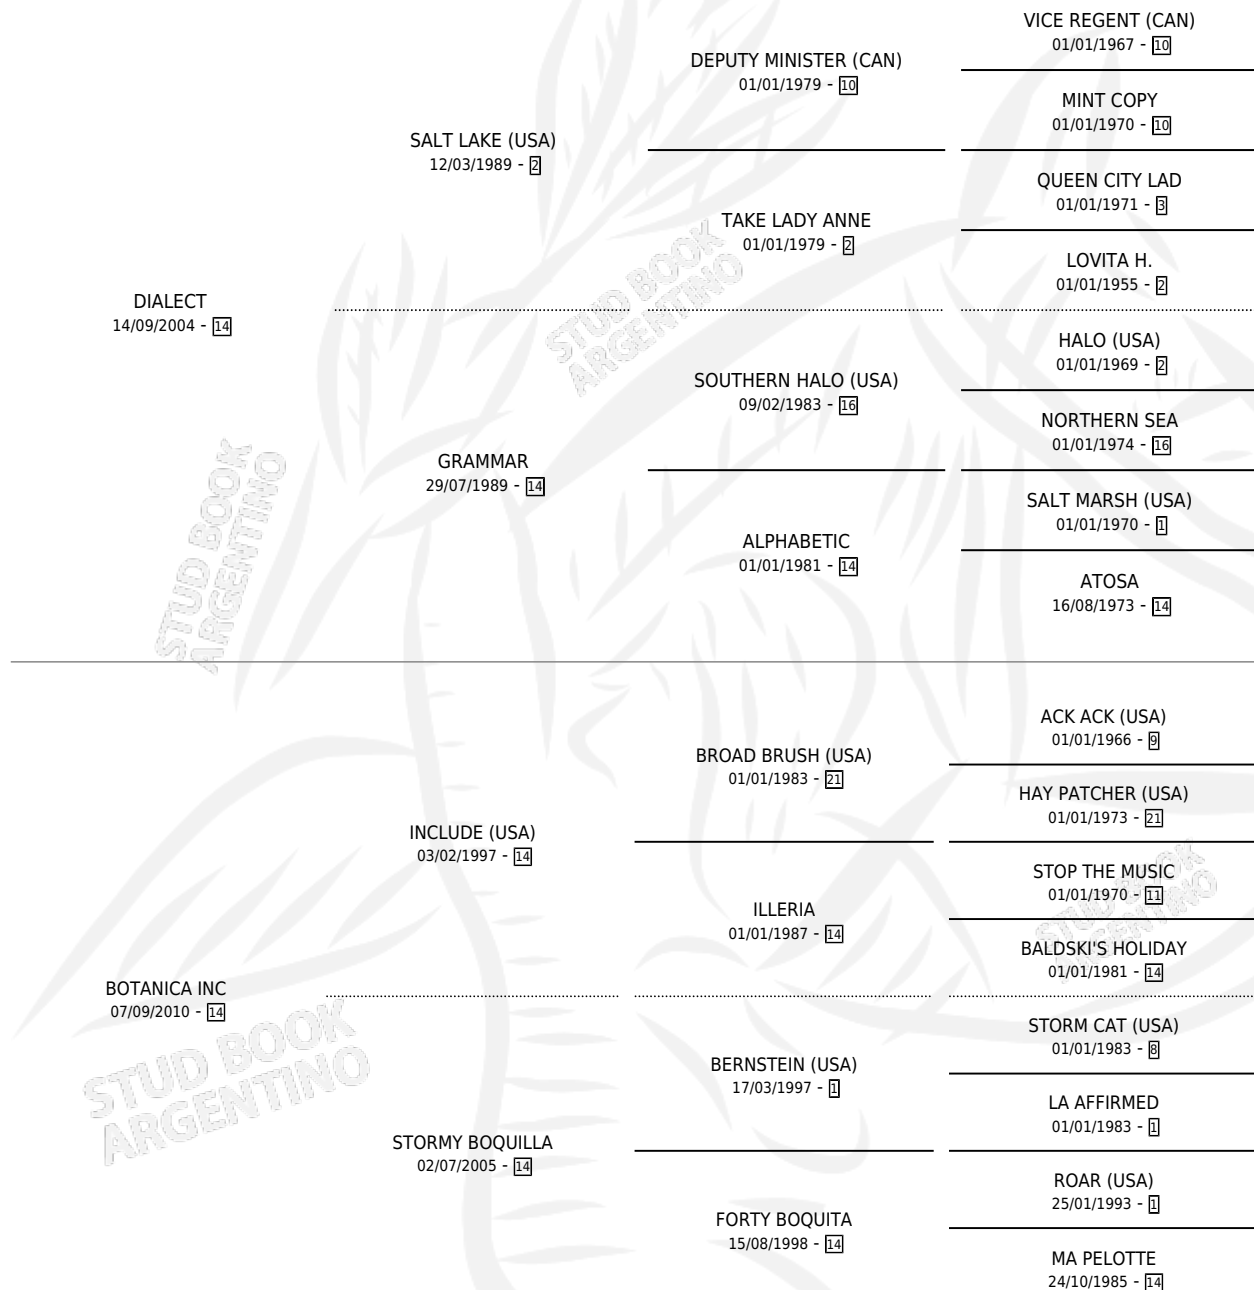 VICE REGENT (CAN)
01/01/1967 - 10
DEPUTY MINISTER (CAN)
01/01/1979 - 10
MINT COPY
01/01/1970 - 10
SALT LAKE (USA)
12/03/1989 - 2
QUEEN CITY LAD
01/01/1971 - 3
TAKE LADY ANNE
01/01/1979 - 2
LOVITA H.
01/01/1955 - 2
DIALECT
14/09/2004 - 14
HALO (USA)
01/01/1969 - 2
SOUTHERN HALO (USA)
09/02/1983 - 16
NORTHERN SEA
01/01/1974 - 16
GRAMMAR
29/07/1989 - 14
SALT MARSH (USA)
01/01/1970 - 1
ALPHABETIC
01/01/1981 - 14
ATOSA
16/08/1973 - 14
STUD BOOK
ARGENTINO
STUD BOOK
ARGENTINO
ACK ACK (USA)
01/01/1966 - 9
BROAD BRUSH (USA)
01/01/1983 - 21
HAY PATCHER (USA)
01/01/1973 - 21
INCLUDE (USA)
03/02/1997 - 14
STOP THE MUSIC
01/01/1970 - 11
ILLERIA
01/01/1987 - 14
BALDSKI'S HOLIDAY
01/01/1981 - 14
BOTANICA INC
07/09/2010 - 14
STORM CAT (USA)
01/01/1983 - 8
BERNSTEIN (USA)
17/03/1997 - 1
LA AFFIRMED
01/01/1983 - 1
STORMY BOQUILLA
02/07/2005 - 14
ROAR (USA)
25/01/1993 - 1
FORTY BOQUITA
15/08/1998 - 14
MA PELOTTE
24/10/1985 - 14
STUD BOOK
ARGENTINO
STUD BOOK
ARGENTINO